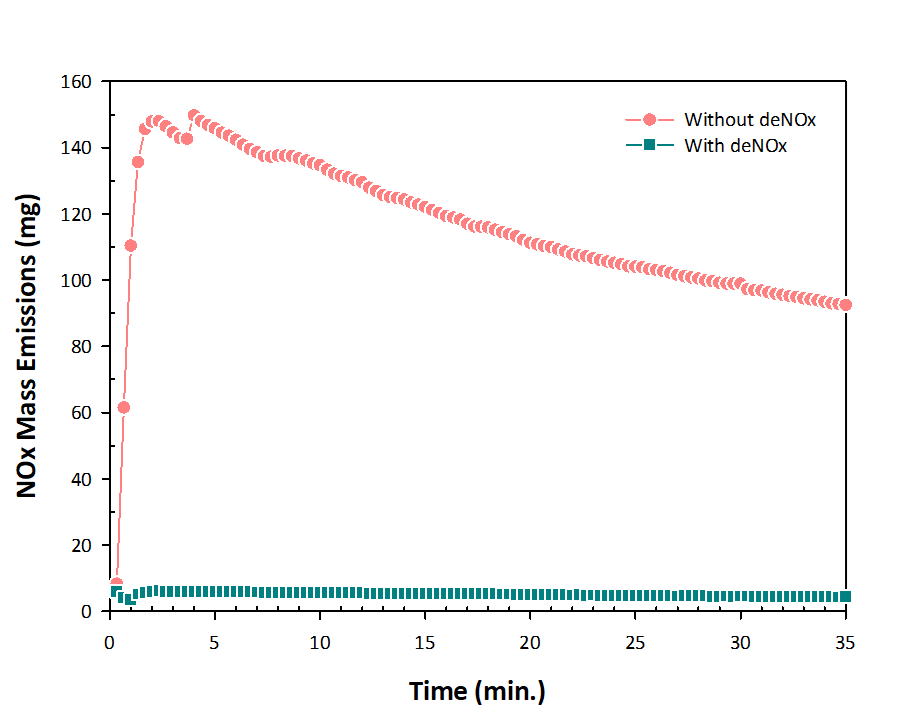 160
140
120
100
80
60
40
20
0
NOx Mass Emissions (mg)
Without deNOx
With deNOx
0 5 10 15 20 25 30 35
Time (min.)